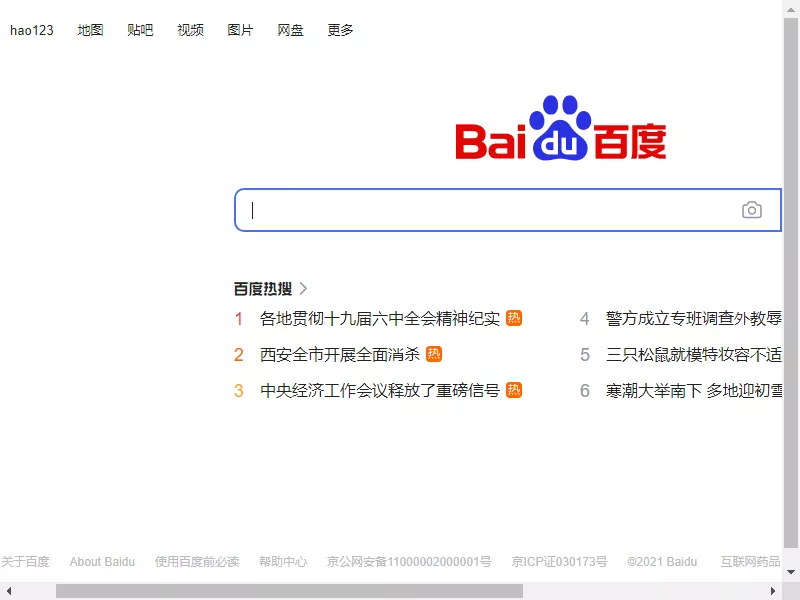 hao123 地图 贴吧 视频 图片 网盘 更多
Bai du 百度
百度热搜
1 各地贯彻十九届六中全会精神纪实 热
4 警方成立专班调查外教辱
2 西安全市开展全面消杀 热
5 三只松鼠就模特妆容不适
3 中央经济工作会议释放了重磅信号 热
6 寒潮大举南下 多地迎初雪
关于百度 About Baidu 使用百度前必读 帮助中心 京公网安备11000002000001号 京ICP证030173号 ©2021 Baidu 互联网药品